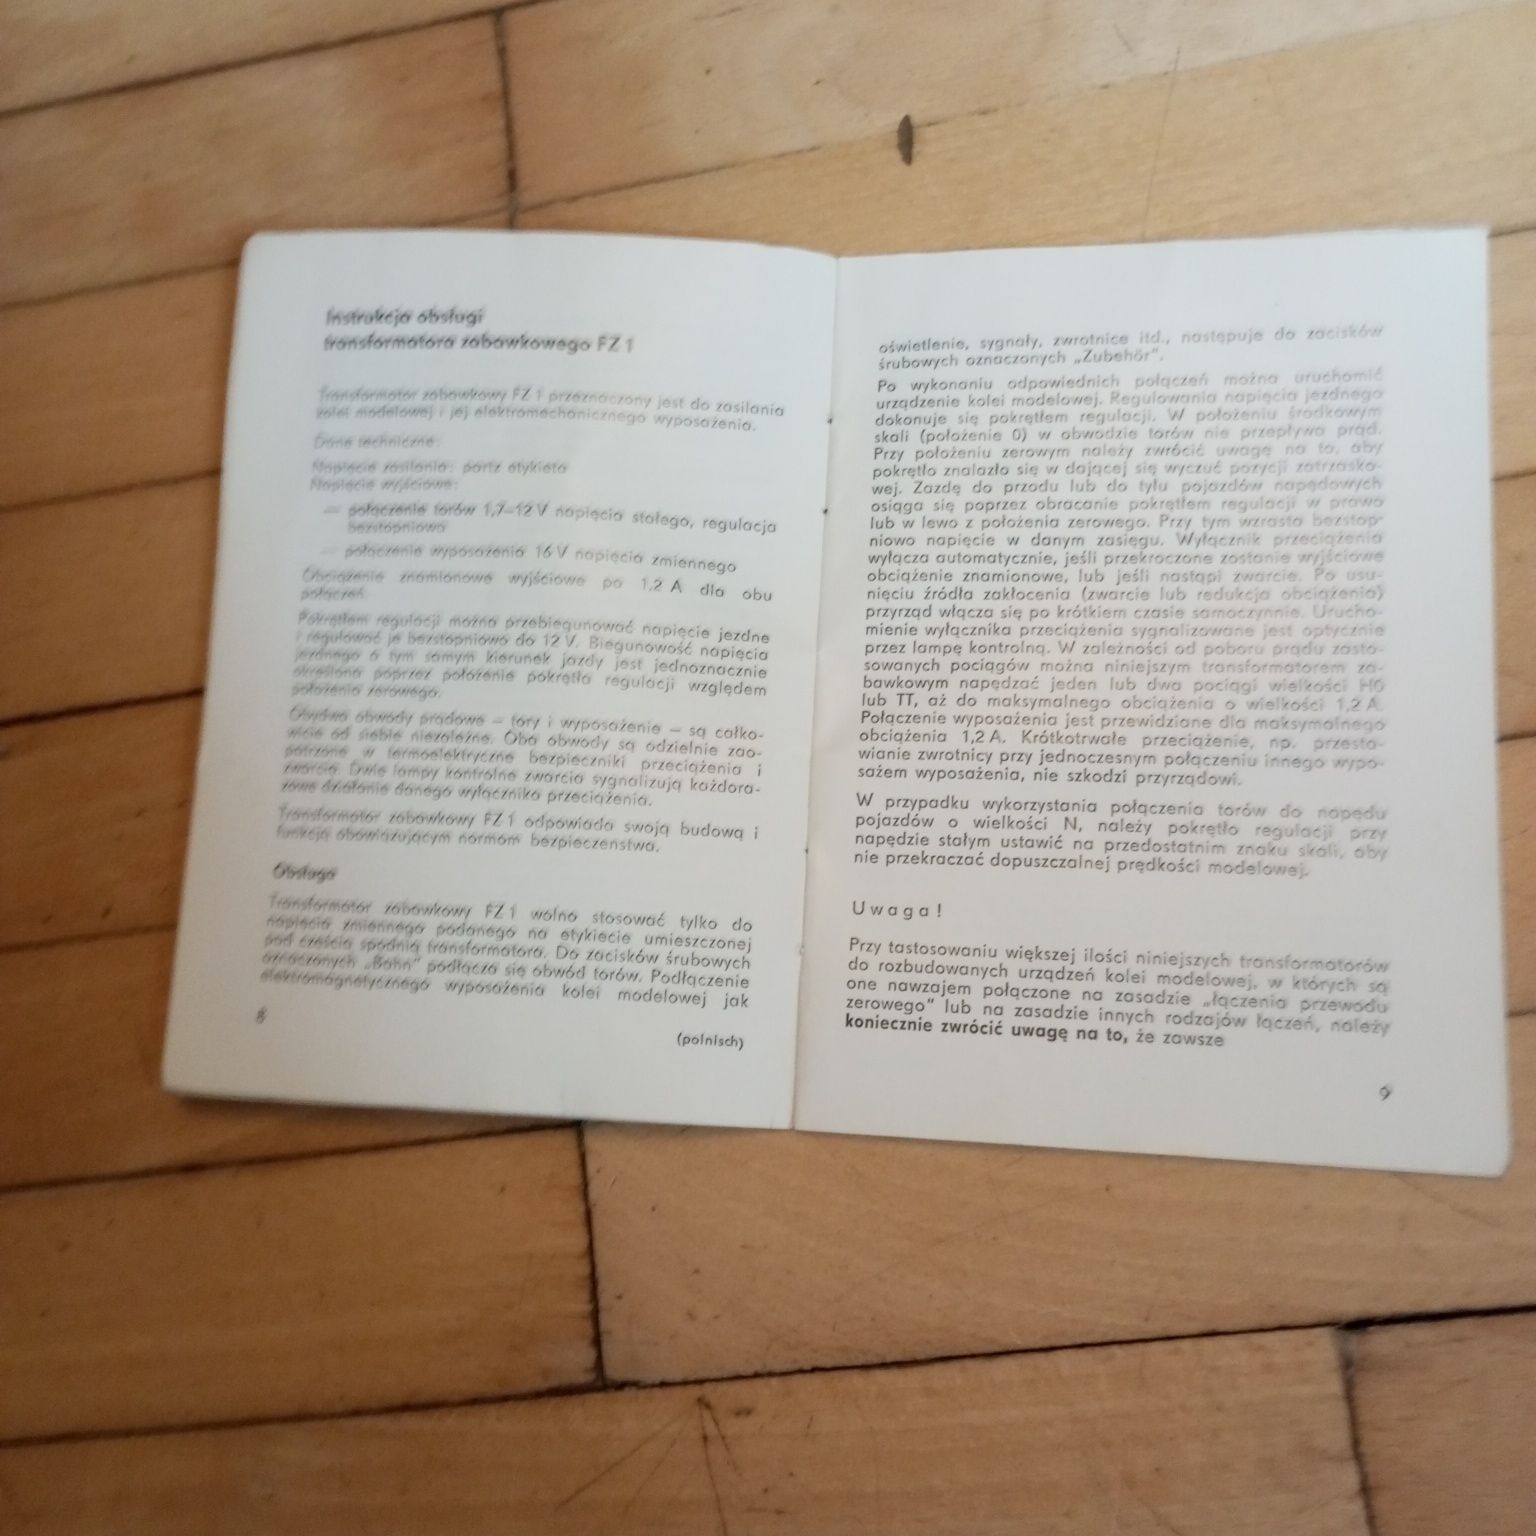 Instrukcja obsługi
transformatora zabawkowego FZ 1
Transformator zabawkowy FZ 1 przeznaczony jest do zasilania
kolei modelowej i jej elektromechanicznego wyposażenia.
Dane techniczne:
Napięcie zasilania: partz etykieta
Napięcie wyjściowe:
— połączenie torów 1,7–12 V napięcia stałego, regulacja
bezstopniowa
— połączenie wyposażenia 16 V napięcia zmiennego
Obciążenie znamionowe wyjściowe po 1,2 A dla obu
połączeń.
Pokrętłem regulacji można przebiegunować napięcie jezdne
i regulować je bezstopniowo do 12 V. Biegunowość napięcia
jezdnego a tym samym kierunek jazdy jest jednoznacznie
określona poprzez położenie pokrętła regulacji względem
położenia zerowego.
Obydwa obwody prądowe – tory i wyposażenie – są całko-
wicie od siebie niezależne. Oba obwody są odzielnie zao-
patrzone w termoelektryczne bezpieczniki przeciążenia i
zwarcia. Dwie lampy kontrolne zwarcia sygnalizują każdora-
zowe działanie danego wyłącznika przeciążenia.
Transformator zabawkowy FZ 1 odpowiada swoją budową i
funkcją obowiązującym normom bezpieczeństwa.
Obsługa
Transformator zabawkowy FZ 1 wolno stosować tylko do
napięcia zmiennego podanego na etykiecie umieszczonej
pod częścią spodnią transformatora. Do zacisków śrubowych
oznaczonych „Bahn" podłącza się obwód torów. Podłączenie
elektromagnetycznego wyposażenia kolei modelowej jak
8
(polnisch)
oświetlenie, sygnały, zwrotnice itd., następuje do zacisków
śrubowych oznaczonych „Zubehör".
Po wykonaniu odpowiednich połączeń można uruchomić
urządzenie kolei modelowej. Regulowania napięcia jezdnego
dokonuje się pokrętłem regulacji. W położeniu środkowym
skali (położenie 0) w obwodzie torów nie przepływa prąd.
Przy położeniu zerowym należy zwrócić uwagę na to, aby
pokrętło znalazło się w dającej się wyczuć pozycji zatrzasko-
wej. Zazdę do przodu lub do tyłu pojazdów napędowych
osiąga się poprzez obracanie pokrętłem regulacji w prawo
lub w lewo z położenia zerowego. Przy tym wzrasta bezstop-
niowo napięcie w danym zasięgu. Wyłącznik przeciążenia
wyłącza automatycznie, jeśli przekroczone zostanie wyjściowe
obciążenie znamionowe, lub jeśli nastąpi zwarcie. Po usu-
nięciu źródła zakłocenia (zwarcie lub redukcja obciążenia)
przyrząd włącza się po krótkiem czasie samoczynnie. Urucho-
mienie wyłącznika przeciążenia sygnalizowane jest optycznie
przez lampę kontrolną. W zależności od poboru prądu zasto-
sowanych pociągów można niniejszym transformatorem za-
bawkowym napędzać jeden lub dwa pociągi wielkości H0
lub TT, aż do maksymalnego obciążenia o wielkości 1,2 A.
Połączenie wyposażenia jest przewidziane dla maksymalnego
obciążenia 1,2 A. Krótkotrwałe przeciążenie, np. przesta-
wianie zwrotnicy przy jednoczesnym połączeniu innego wypo-
sażem wyposażenia, nie szkodzi przyrządowi.
W przypadku wykorzystania połączenia torów do napędu
pojazdów o wielkości N, należy pokrętło regulacji przy
napędzie stałym ustawić na przedostatnim znaku skali, aby
nie przekraczać dopuszczalnej prędkości modelowej.
Uwaga!
Przy tastosowaniu większej ilości niniejszych transformatorów
do rozbudowanych urządzeń kolei modelowej, w których są
one nawzajem połączone na zasadzie „łączenia przewodu
zerowego" lub na zasadzie innych rodzajów łączeń, należy
koniecznie zwrócić uwagę na to, że zawsze
9